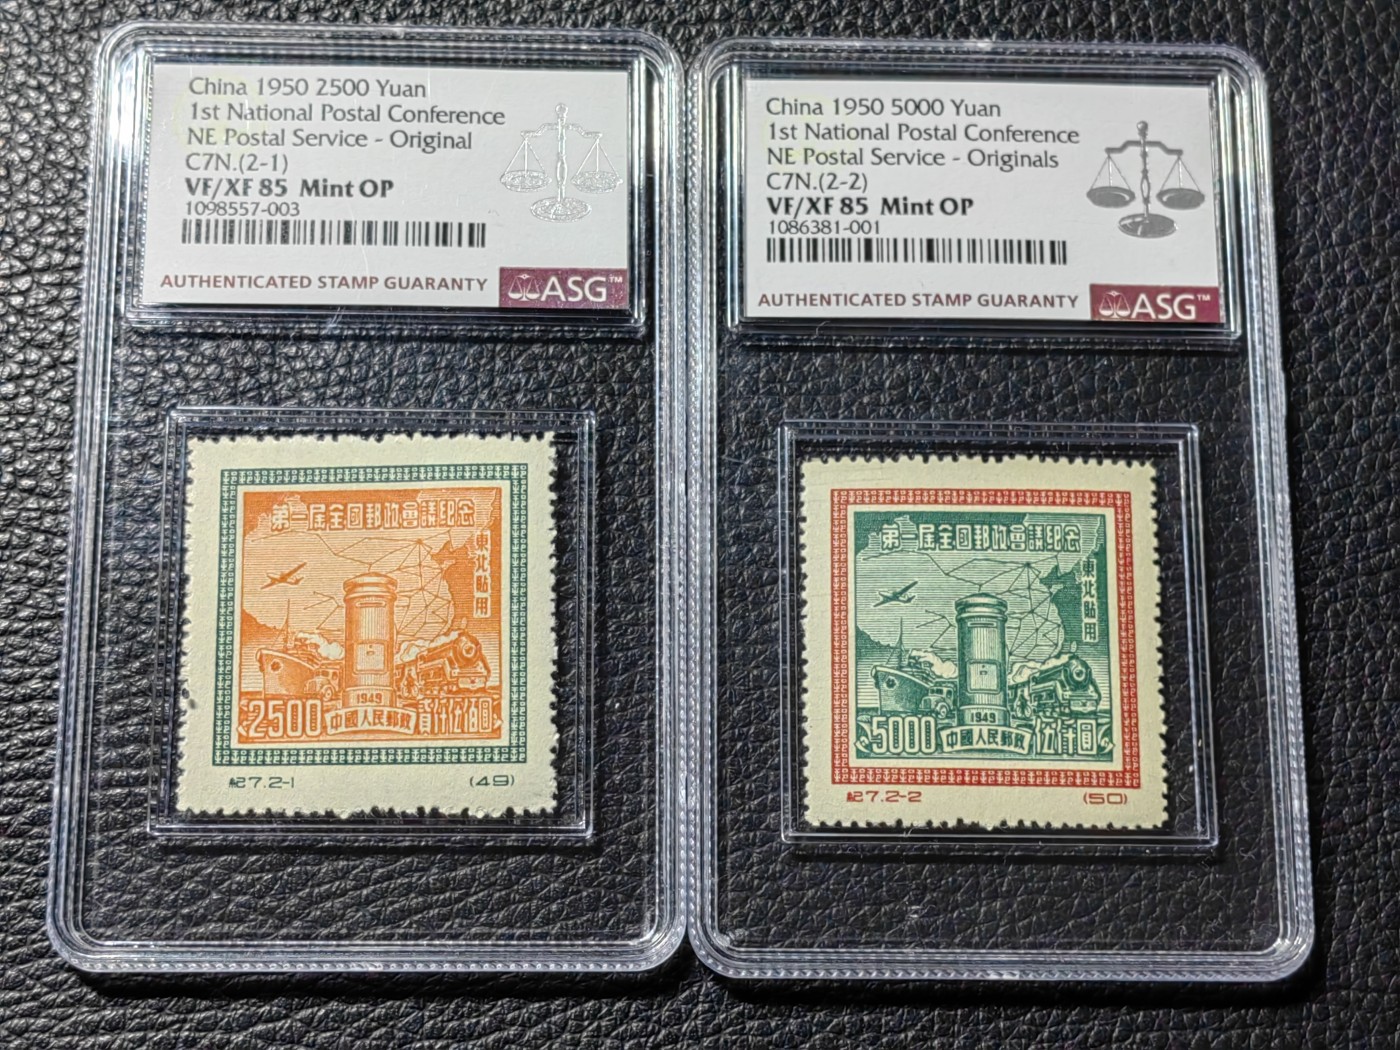 China 1950 2500 Yuan
1st National Postal Conference
NE Postal Service - Original
C7N.(2-1)
VF/XF 85 Mint OP
1098557-003
AUTHENTICATED STAMP GUARANTY
ASG™
第一届全國郵政會議紀念
東北貼用
1949
2500
中國人民郵政
貳仟伍佰圓
紀7.2-1
(49)
China 1950 5000 Yuan
1st National Postal Conference
NE Postal Service - Originals
C7N.(2-2)
VF/XF 85 Mint OP
1086381-001
AUTHENTICATED STAMP GUARANTY
ASG™
第一届全國郵政會議紀念
東北貼用
1949
5000
中國人民郵政
伍仟圓
紀7.2-2
(50)